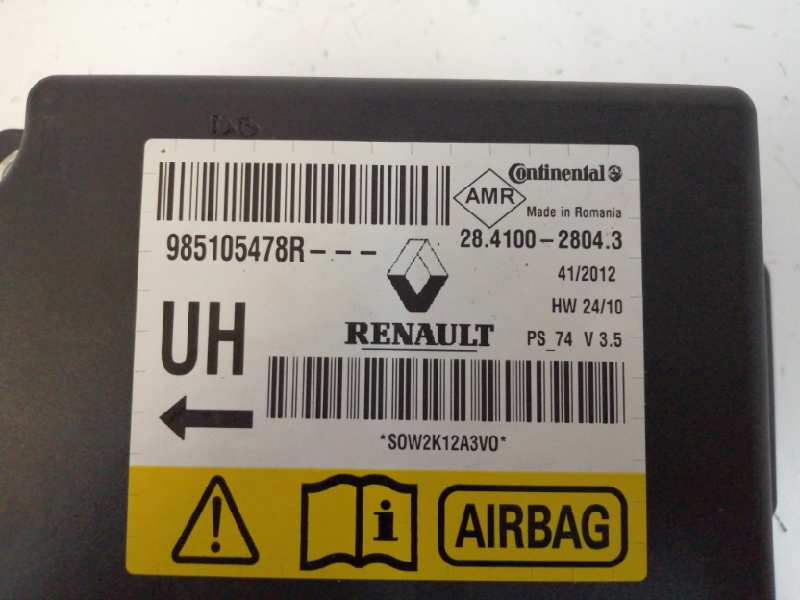 Continental
AMR
Made in Romania
985105478R---
28.4100-2804.3
41/2012
HW 24/10
RENAULT
PS_74 V 3.5
UH
*S0W2K12A3V0*
i
AIRBAG